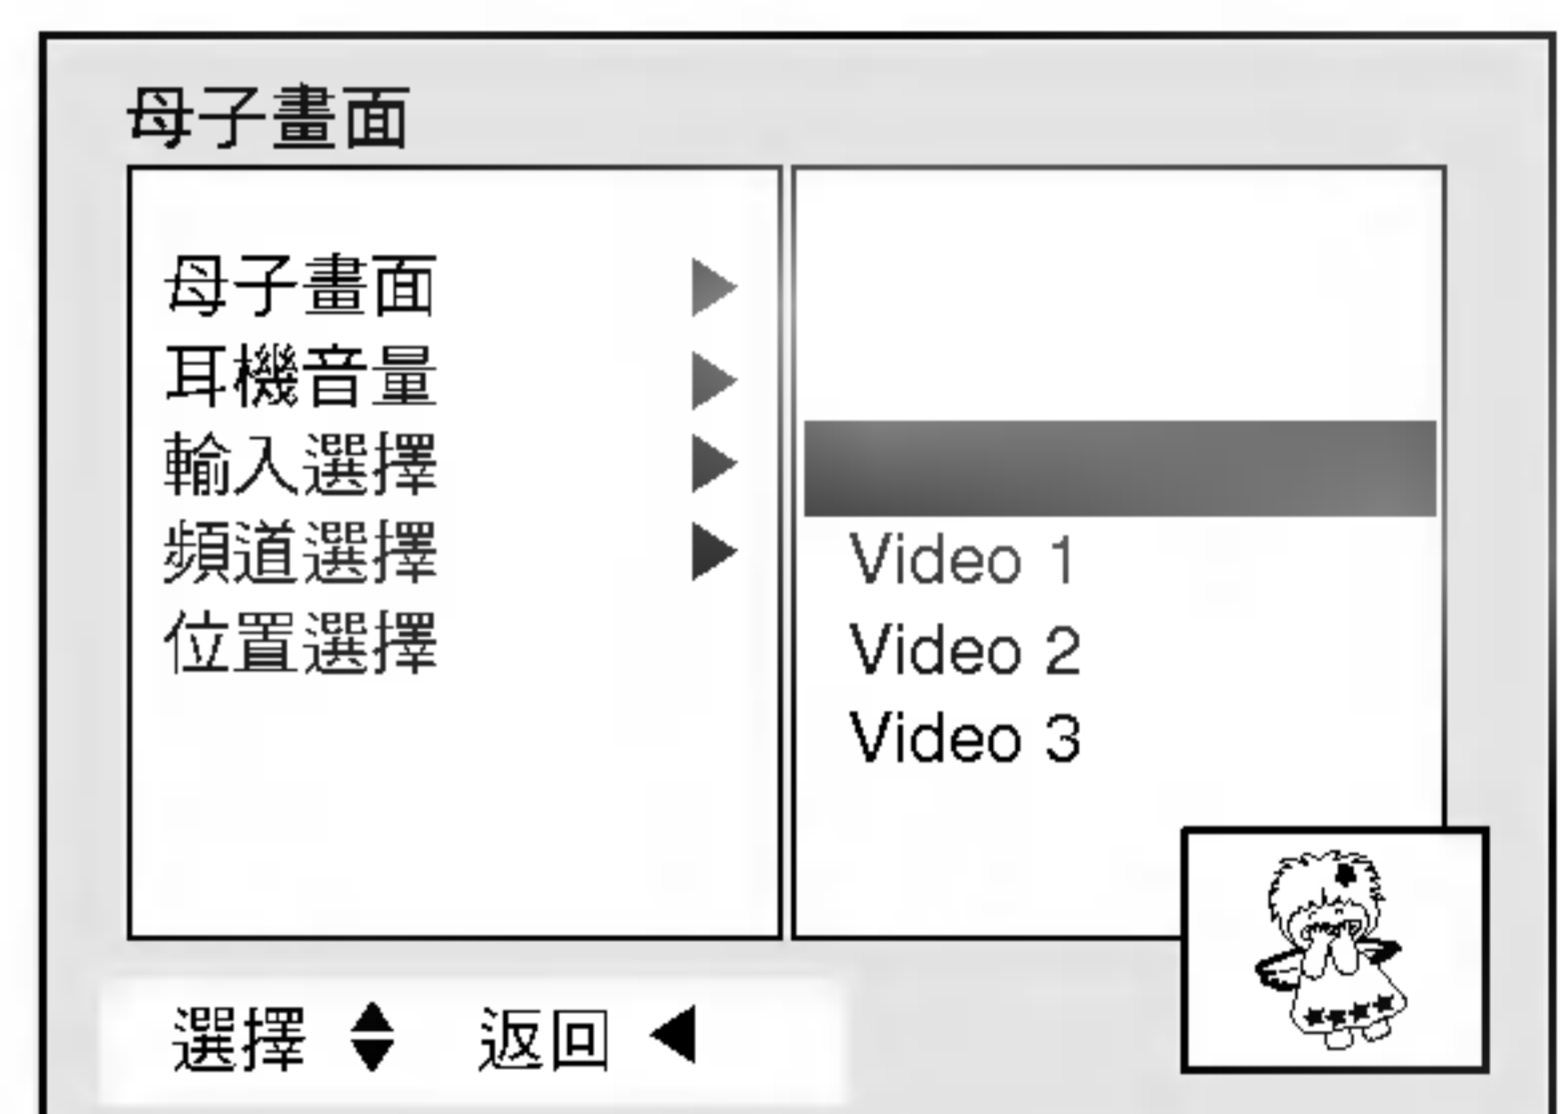 母子畫面
母子畫面 ▶
耳機音量 ▶
輸入選擇 ▶
頻道選擇 ▶
位置選擇
Video 1
Video 2
Video 3
選擇 ◆ 返回 ◀